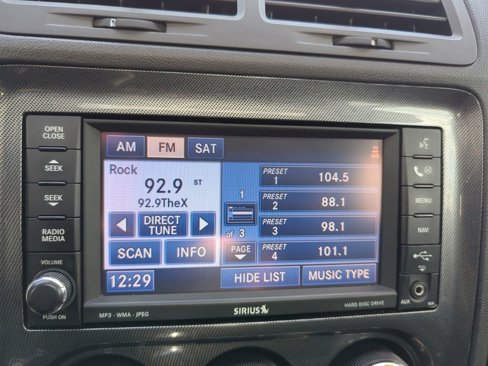 OPEN
CLOSE
SEEK
SEEK
RADIO
MEDIA
VOLUME
PUSH ON
AM
FM
SAT
Rock
92.9 ST
92.9TheX
DIRECT
TUNE
SCAN
INFO
12:29
1
of 3
PAGE
PRESET
1
104.5
PRESET
2
88.1
PRESET
3
98.1
PRESET
4
101.1
HIDE LIST
MUSIC TYPE
MENU
NAV
AUX
MP3 - WMA - JPEG
SIRIUS
HARD DISC DRIVE